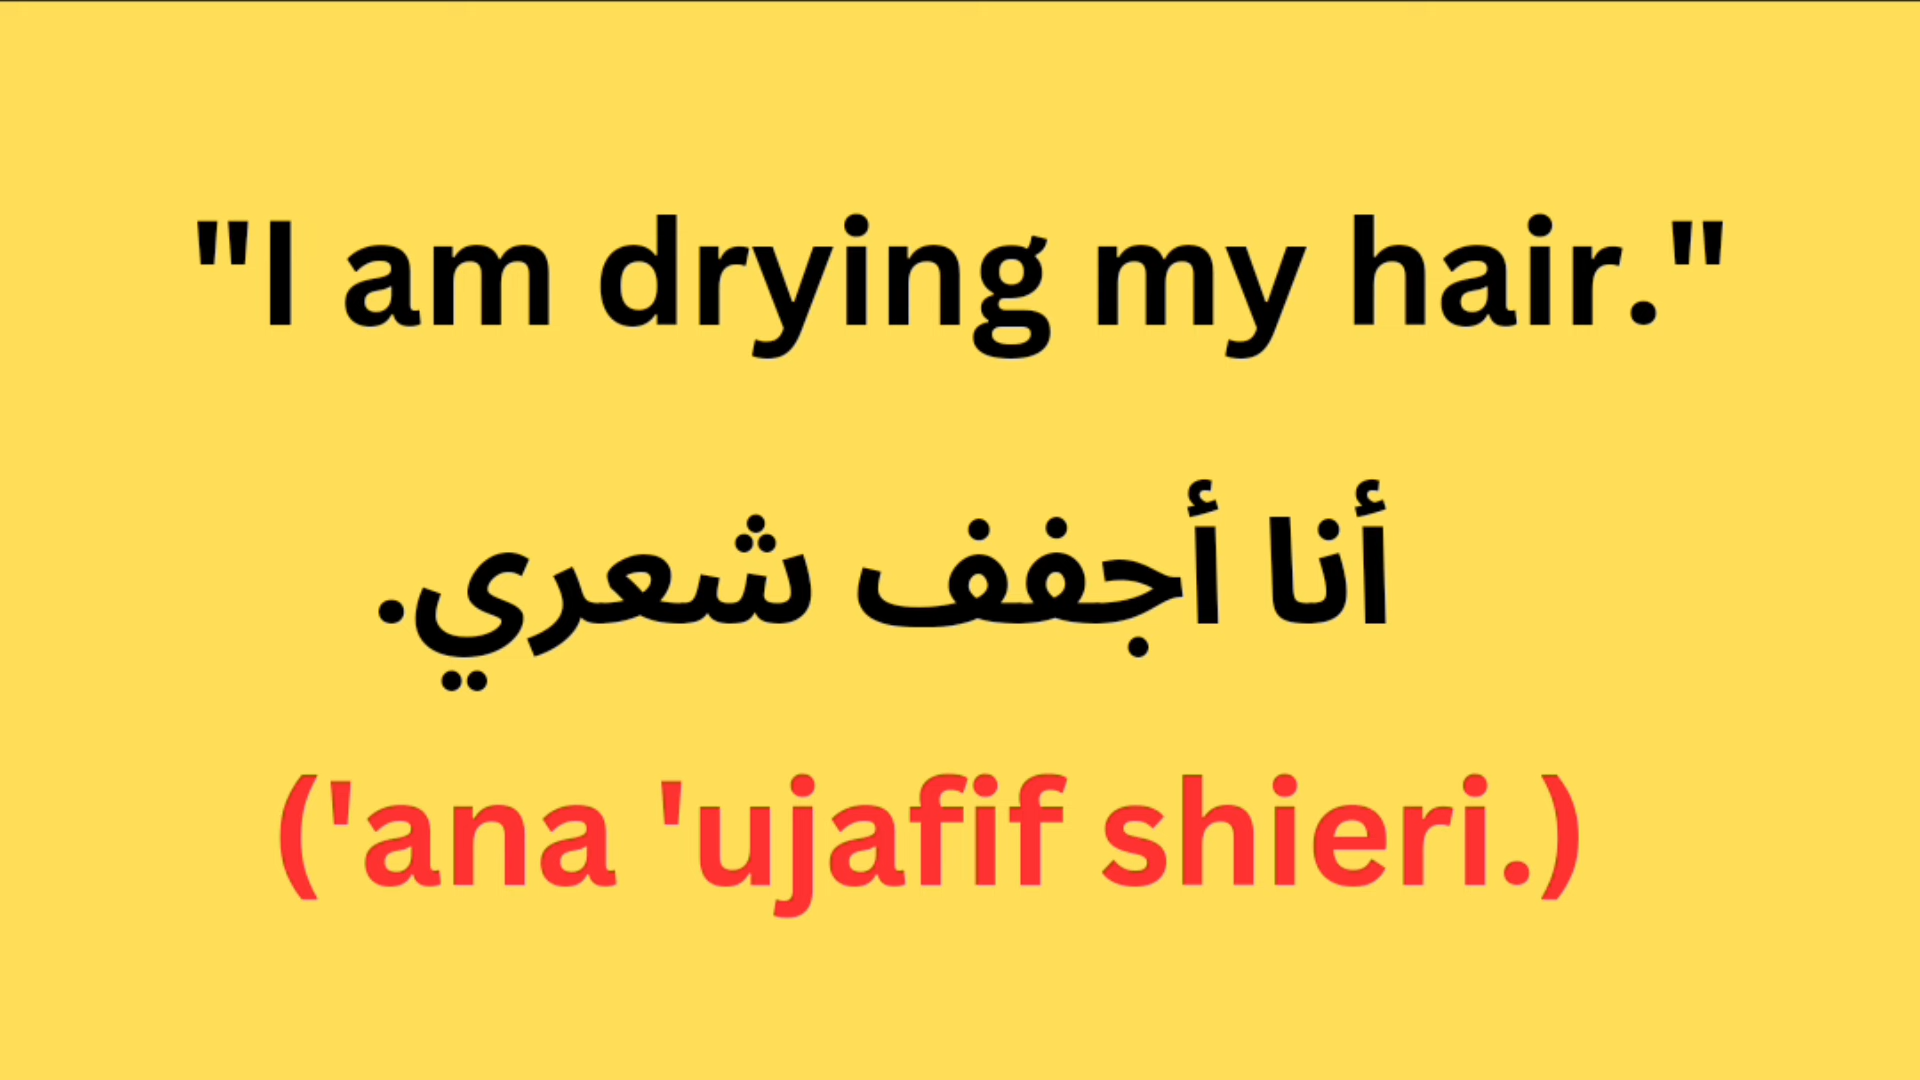 "I am drying my hair."
أنا أجفف شعري.
('ana 'ujafif shieri.)